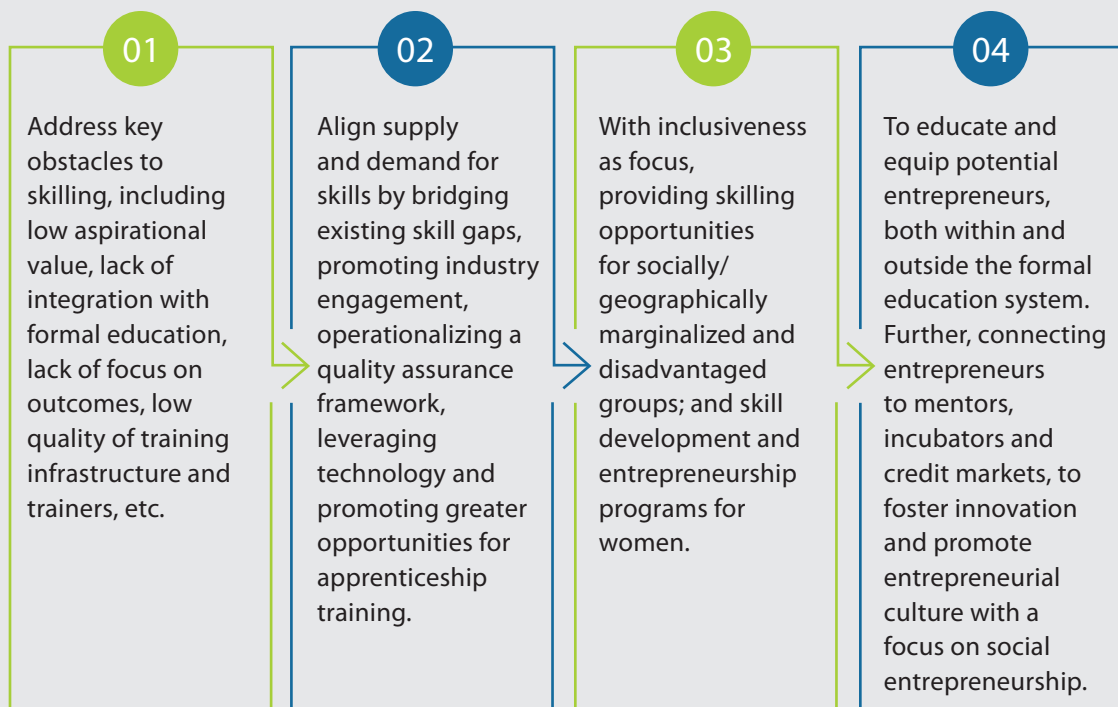 01
Address key
obstacles to
skilling, including
low aspirational
value, lack of
integration with
formal education,
lack of focus on
outcomes, low
quality of training
infrastructure and
trainers, etc.
02
Align supply
and demand for
skills by bridging
existing skill gaps,
promoting industry
engagement,
operationalizing a
quality assurance
framework,
leveraging
technology and
promoting greater
opportunities for
apprenticeship
training.
03
With inclusiveness
as focus,
providing skilling
opportunities
for socially/
geographically
marginalized and
disadvantaged
groups; and skill
development and
entrepreneurship
programs for
women.
04
To educate and
equip potential
entrepreneurs,
both within and
outside the formal
education system.
Further, connecting
entrepreneurs
to mentors,
incubators and
credit markets, to
foster innovation
and promote
entrepreneurial
culture with a
focus on social
entrepreneurship.